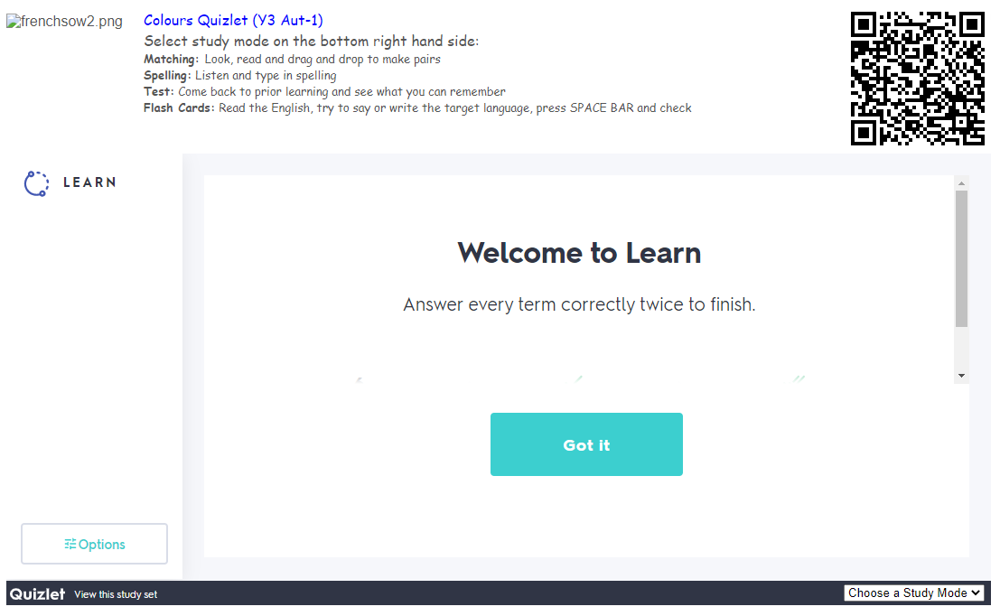 frenchsow2.png
Colours Quizlet (Y3 Aut-1)
Select study mode on the bottom right hand side:
Matching: Look, read and drag and drop to make pairs
Spelling: Listen and type in spelling
Test: Come back to prior learning and see what you can remember
Flash Cards: Read the English, try to say or write the target language, press SPACE BAR and check
LEARN
Welcome to Learn
Answer every term correctly twice to finish.
Got it
Options
Quizlet View this study set
Choose a Study Mode